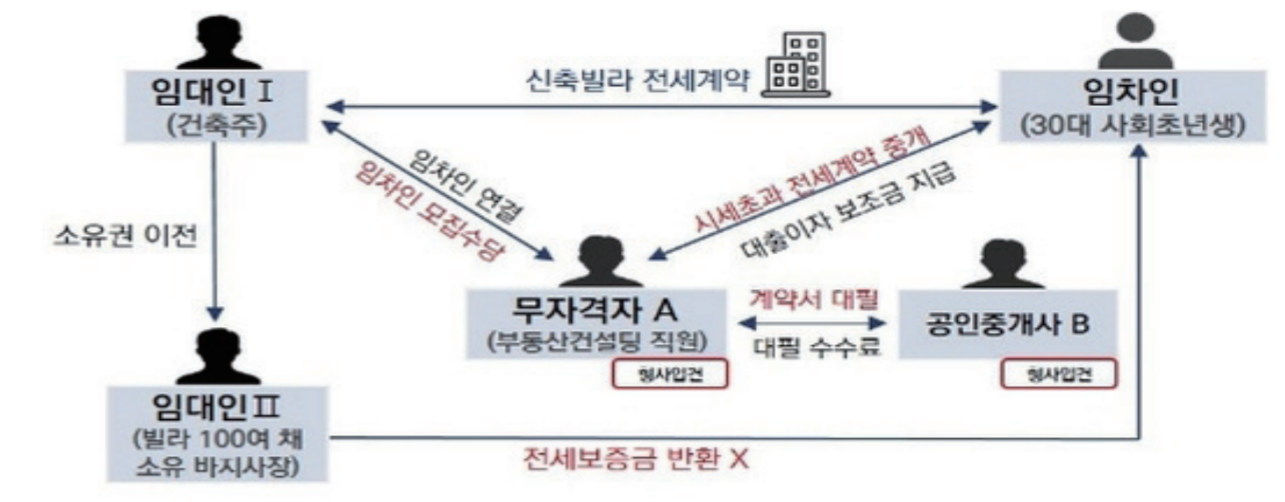 신축빌라 전세계약
임대인 I
(건축주)
임차인
(30대 사회초년생)
임차인 연결
임차인 모집수당
시세초과 전세계약 중개
대출이자 보조금 지급
소유권 이전
무자격자 A
(부동산건설딩 직원)
형사입건
계약서 대필
대필 수수료
공인중개사 B
형사입건
임대인Ⅱ
(빌라 100여 채
소유 바지사장)
전세보증금 반환 X